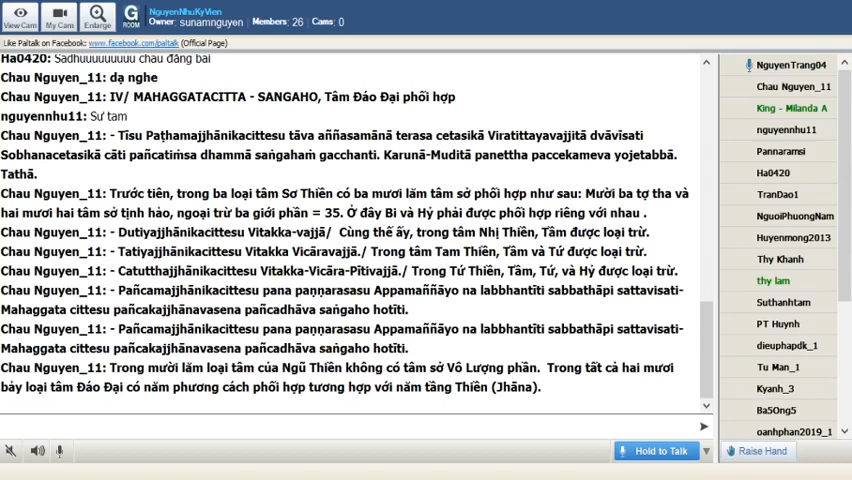 View Cam
My Cam
Enlarge
G
ROOM
NguyenNhuKyVien
Owner: sunamnguyen Members: 26 Cams: 0
Like Paltalk on Facebook: www.facebook.com/paltalk (Official Page)
Ha0420: Sadhuuuuuuuuu chau đăng bai
Chau Nguyen_11: dạ nghe
Chau Nguyen_11: IV/ MAHAGGATACITTA - SANGAHO, Tâm Đáo Đại phối hợp
nguyennhu11: Sư tam
Chau Nguyen_11: - Tīsu Paṭhamajjhānikacittesu tāva aññasamānā terasa cetasikā Viratittayavajjitā dvāvīsati
Sobhanacetasikā cāti pañcatiṁsa dhammā saṅgahaṁ gacchanti. Karunā-Muditā panettha paccekameva yojetabbā.
Tathā.
Chau Nguyen_11: Trước tiên, trong ba loại tâm Sơ Thiền có ba mươi lăm tâm sở phối hợp như sau: Mười ba tợ tha và
hai mươi hai tâm sở tịnh hảo, ngoại trừ ba giới phần = 35. Ở đây Bi và Hỷ phải được phối hợp riêng với nhau .
Chau Nguyen_11: - Dutiyajjhānikacittesu Vitakka-vajjā/ Cùng thế ấy, trong tâm Nhị Thiền, Tầm được loại trừ.
Chau Nguyen_11: - Tatiyajjhānikacittesu Vitakka Vicāravajjā./ Trong tâm Tam Thiền, Tầm và Tứ được loại trừ.
Chau Nguyen_11: - Catutthajjhānikacittesu Vitakka-Vicāra-Pītivajjā./ Trong Tứ Thiền, Tầm, Tứ, và Hỷ được loại trừ.
Chau Nguyen_11: - Pañcamajjhānikacittesu pana paṇṇarasasu Appamaññāyo na labbhantīti sabbathāpi sattavisati-
Mahaggata cittesu pañcakajjhānavasena pañcadhāva saṅgaho hotīti.
Chau Nguyen_11: - Pañcamajjhānikacittesu pana paṇṇarasasu Appamaññāyo na labbhantīti sabbathāpi sattavisati-
Mahaggata cittesu pañcakajjhānavasena pañcadhāva saṅgaho hotīti.
Chau Nguyen_11: Trong mười lăm loại tâm của Ngũ Thiền không có tâm sở Vô Lượng phần. Trong tất cả hai mươi
bảy loại tâm Đáo Đại có năm phương cách phối hợp tương hợp với năm tầng Thiền (Jhāna).
NguyenTrang04
Chau Nguyen_11
King - Milanda A
nguyennhu11
Pannaramsi
Ha0420
TranDao1
NguoiPhuongNam
Huyenmong2013
Thy Khanh
thy lam
Suthanhtam
PT Huynh
dieuphapdk_1
Tu Man_1
Kyanh_3
Ba5Ong5
oanhphan2019_1
Hold to Talk
Raise Hand